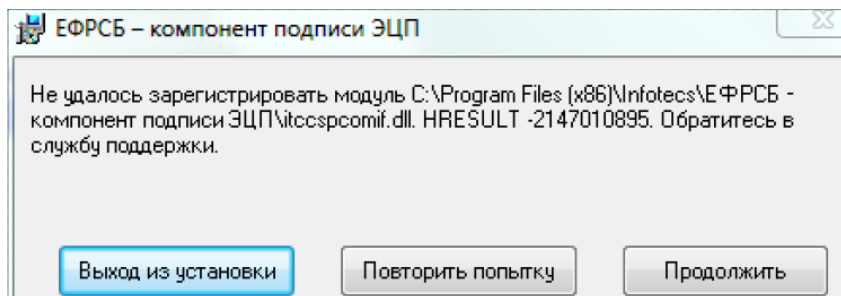 ЕФРСБ – компонент подписи ЭЦП
Не удалось зарегистрировать модуль C:\Program Files (x86)\Infotecs\ЕФРСБ -
компонент подписи ЭЦП\itccspcomif.dll. HRESULT -2147010895. Обратитесь в
службу поддержки.
Выход из установки Повторить попытку Продолжить